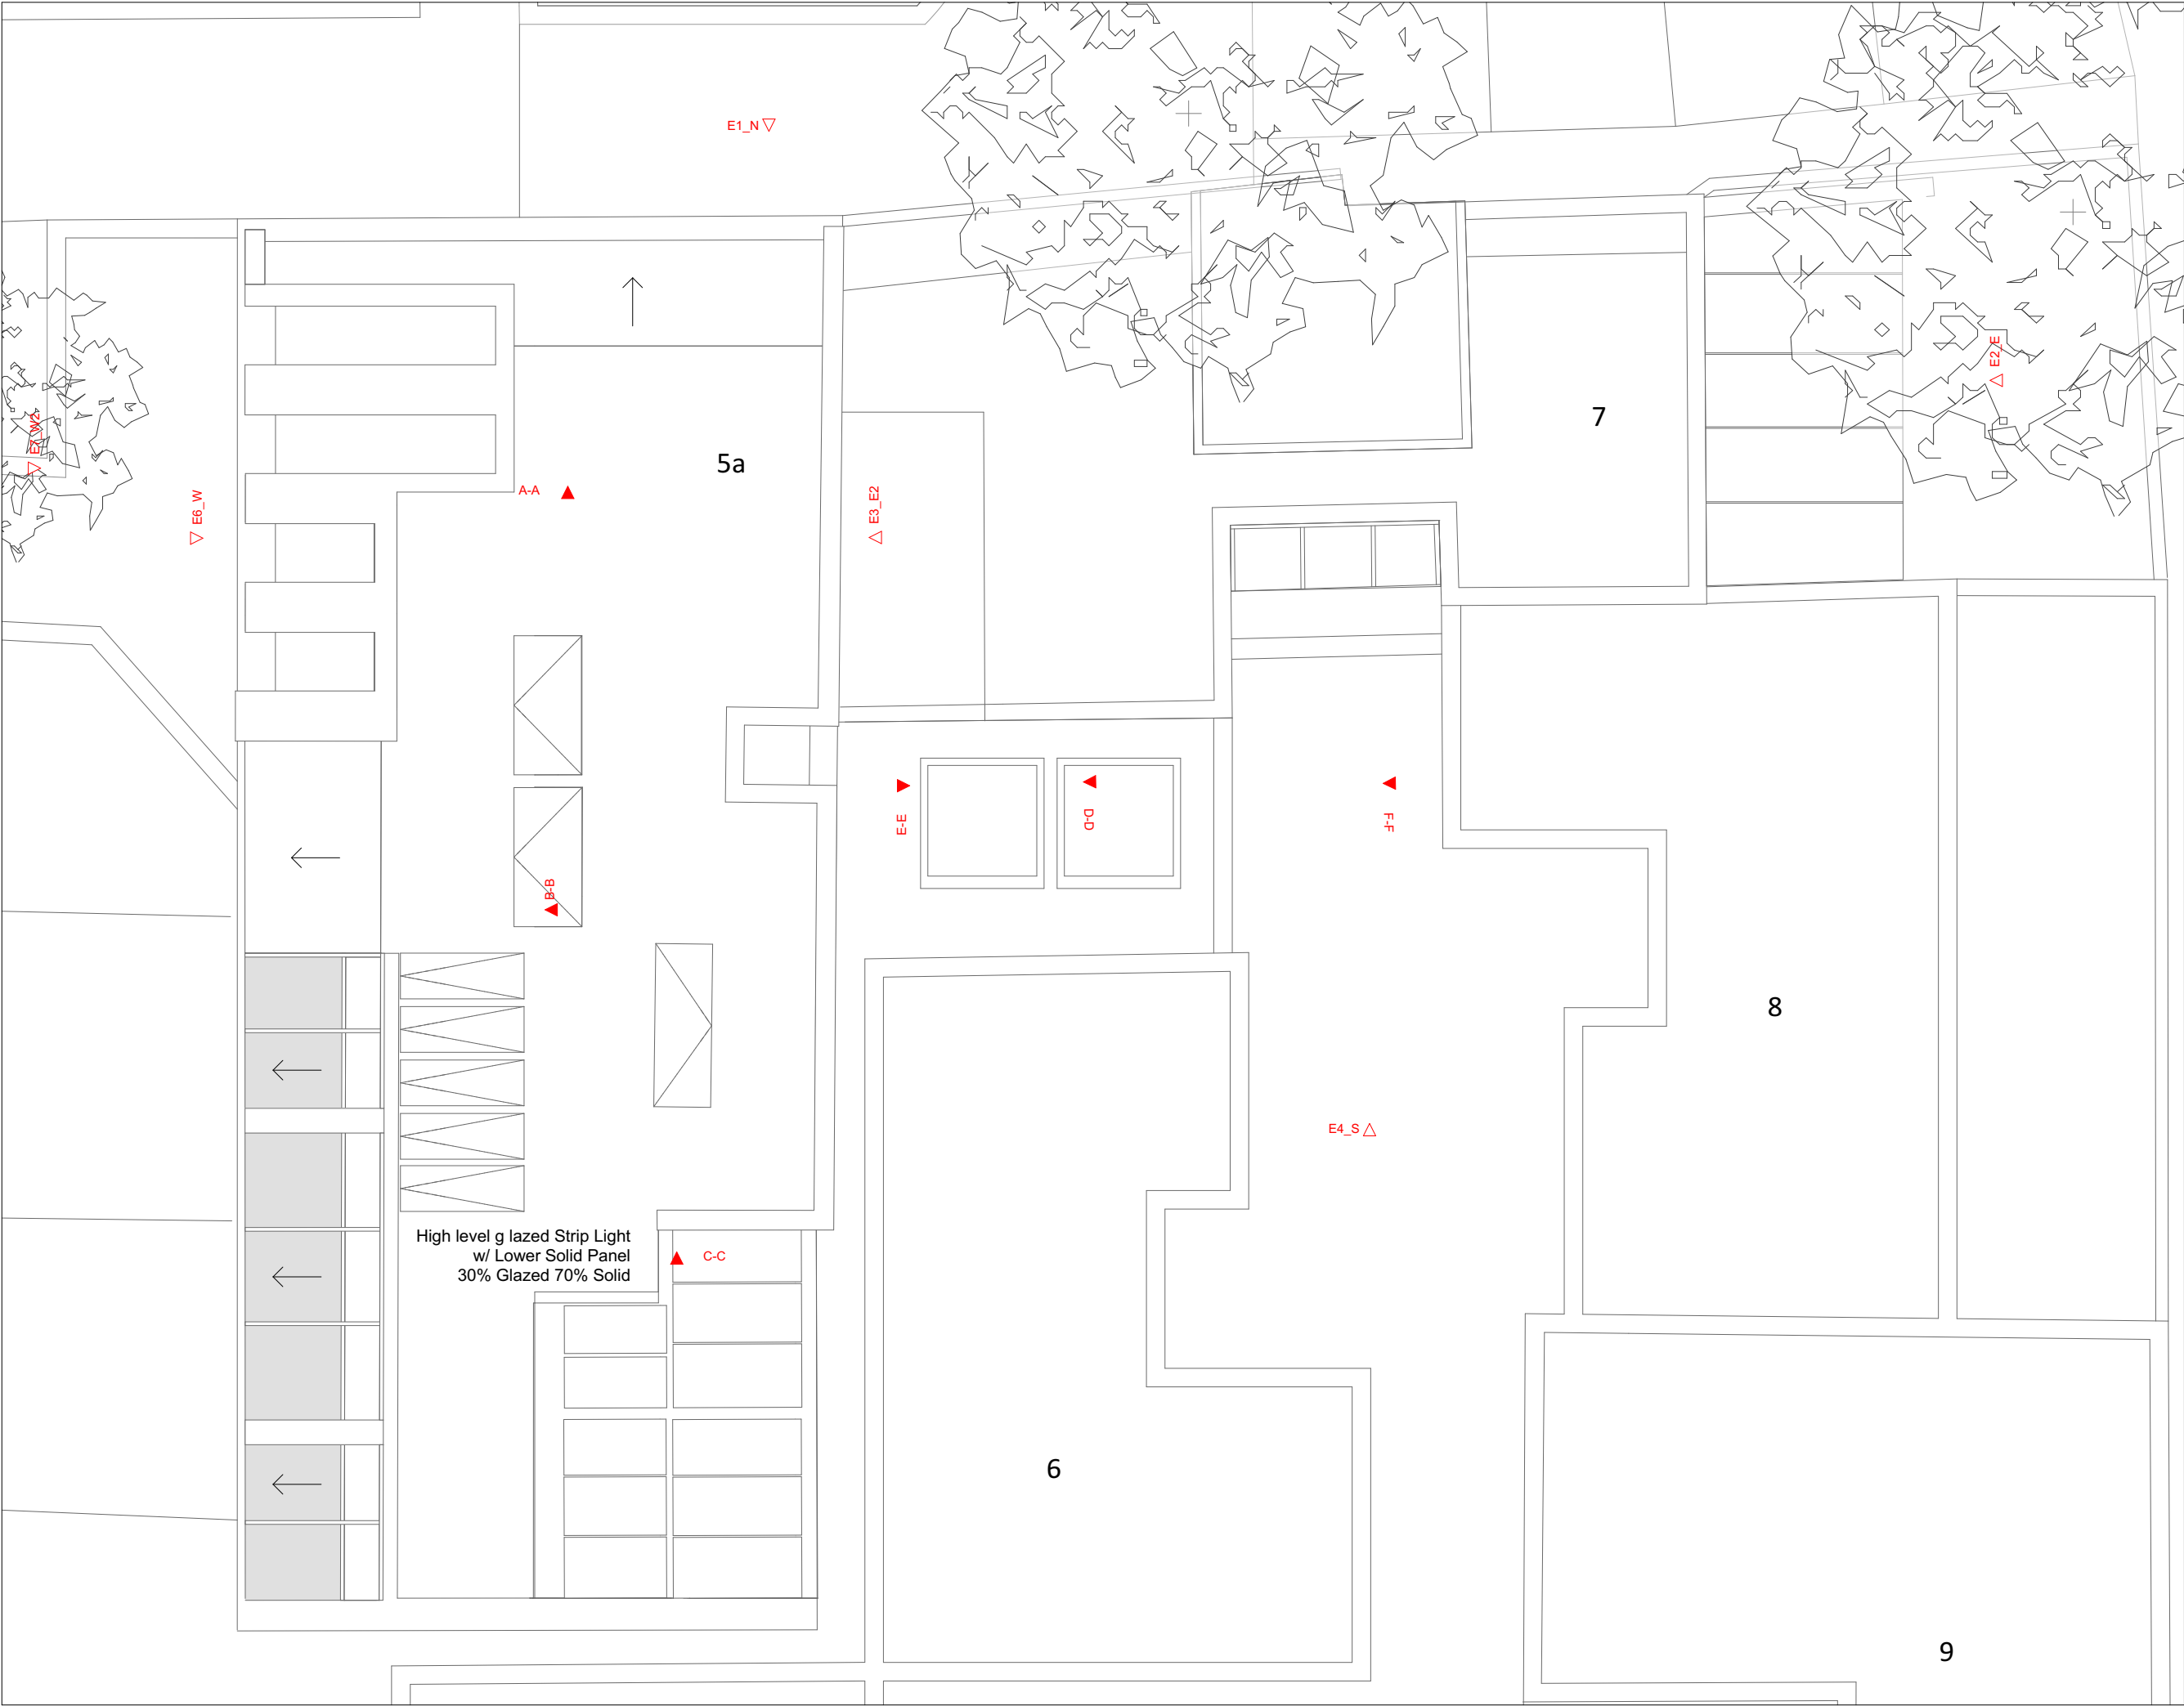 E1_N
E2_E
7
E7_W2
5a
A-A
E6_W
E3_E2
E-E
D-D
F-F
B-B
8
E4_S
High level g lazed Strip Light
w/ Lower Solid Panel
30% Glazed 70% Solid
C-C
6
9